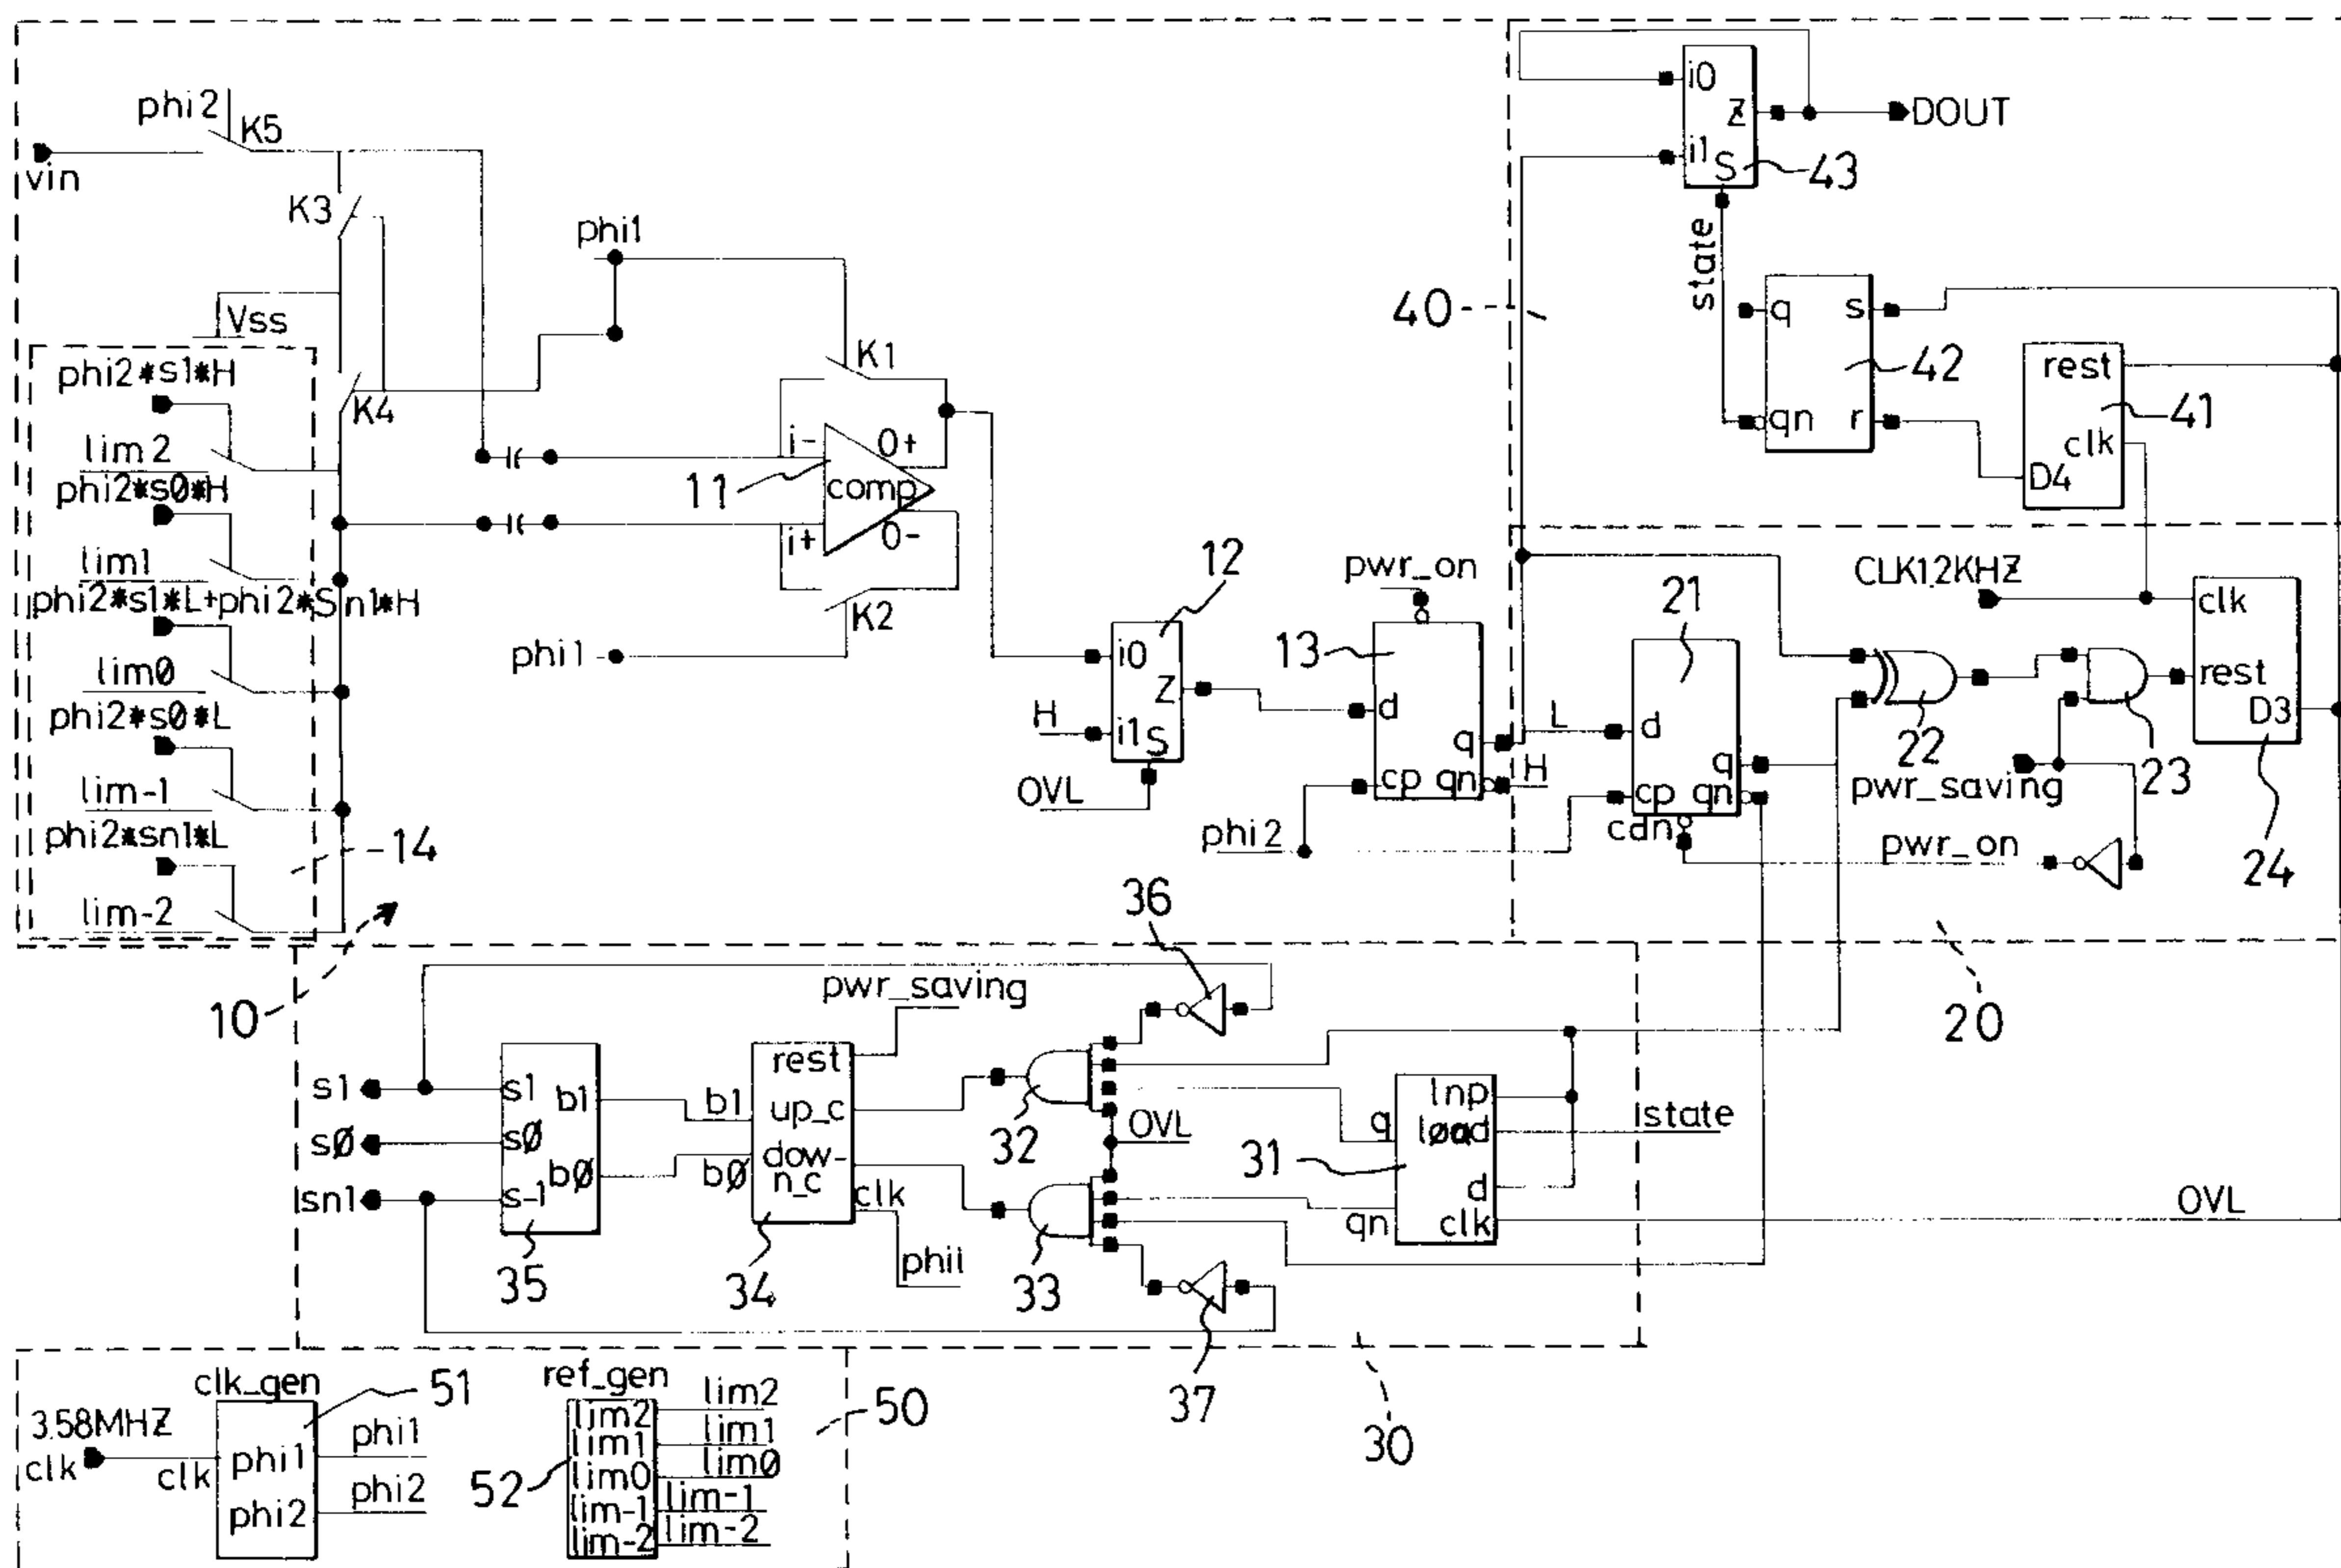 phi2
K5
vin
K3
Vss
phi2*s1*H
K4
lim2
phi2*s0*H
lim1
phi2*s1*L+phi2*Sn1*H
lim0
phi2*s0*L
lim-1
phi2*sn1*L
14
lim-2
10
phi1
K1
i-
O+
11
comp
i+
O-
K2
phi1
12
i0
Z
H
i1
S
OVL
pwr_on
13
d
q
cp
qn
phi2
L
H
i0
Z
DOUT
i1
S
43
state
40
q
s
42
qn
r
rest
41
clk
D4
CLK12KHZ
21
d
q
cp
qn
cdn
22
23
pwr_saving
pwr_on
clk
rest
D3
24
20
36
pwr_saving
s1
s0
sn1
s1
b1
s0
b0
s-1
35
b1
b0
rest
up_c
dow-
n_c
clk
34
phi1
32
OVL
33
q
qn
31
Inp
load
d
clk
state
OVL
37
30
clk_gen
51
3.58MHZ
clk
clk
phi1
phi2
phi1
phi2
ref_gen
52
lim2
lim1
lim0
lim-1
lim-2
lim2
lim1
lim0
lim-1
lim-2
50